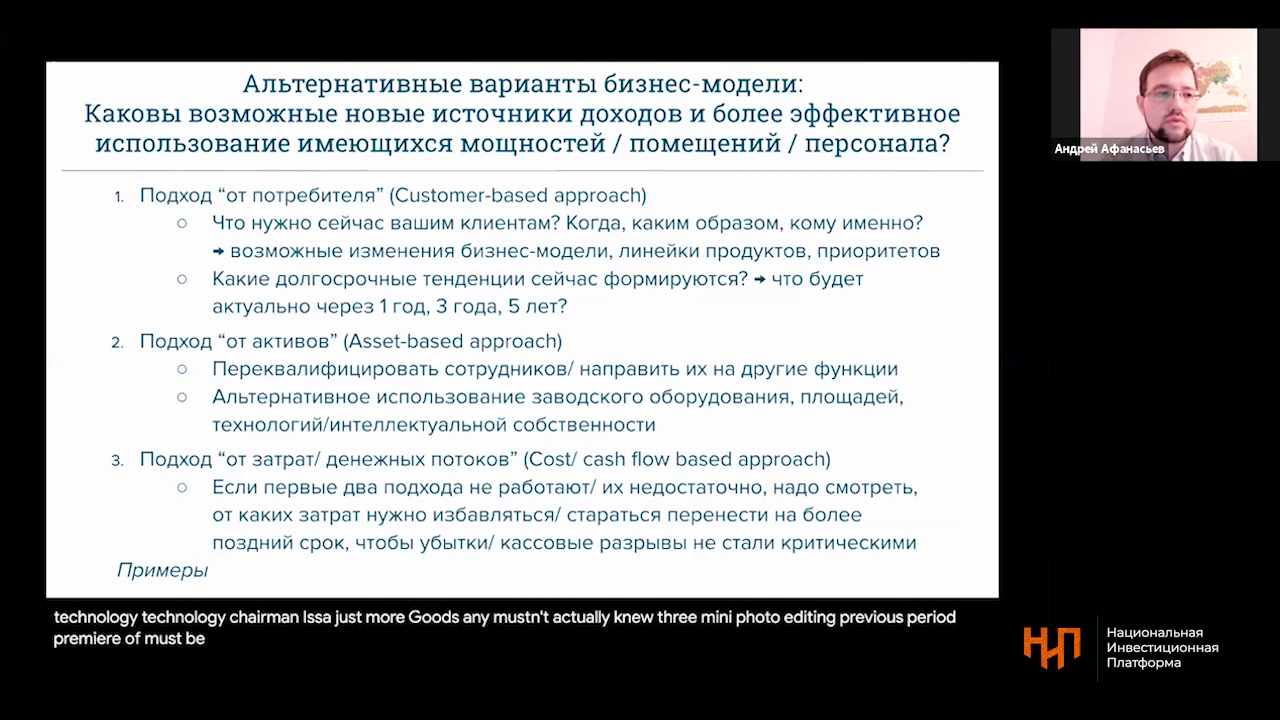 Альтернативные варианты бизнес-модели:
Каковы возможные новые источники доходов и более эффективное
использование имеющихся мощностей / помещений / персонала?
1. Подход “от потребителя” (Customer-based approach)
○ Что нужно сейчас вашим клиентам? Когда, каким образом, кому именно?
→ возможные изменения бизнес-модели, линейки продуктов, приоритетов
○ Какие долгосрочные тенденции сейчас формируются? → что будет
актуально через 1 год, 3 года, 5 лет?
2. Подход “от активов” (Asset-based approach)
○ Переквалифицировать сотрудников/ направить их на другие функции
○ Альтернативное использование заводского оборудования, площадей,
технологий/интеллектуальной собственности
3. Подход “от затрат/ денежных потоков” (Cost/ cash flow based approach)
○ Если первые два подхода не работают/ их недостаточно, надо смотреть,
от каких затрат нужно избавляться/ стараться перенести на более
поздний срок, чтобы убытки/ кассовые разрывы не стали критическими
Примеры
technology technology chairman Issa just more Goods any mustn't actually knew three mini photo editing previous period
premiere of must be
Андрей Афанасьев
НИП
Национальная
Инвестиционная
Платформа